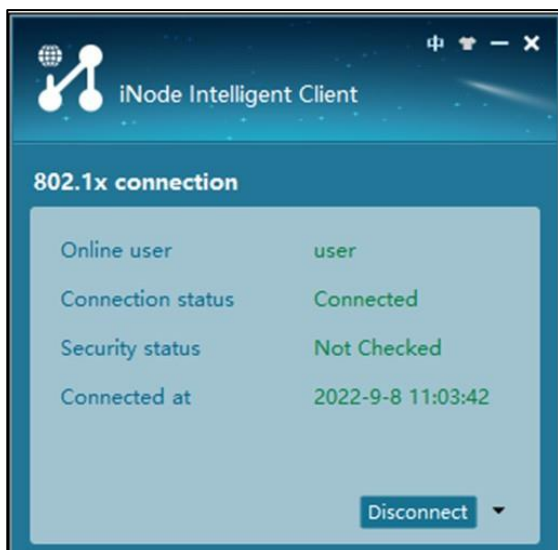 中
iNode Intelligent Client
802.1x connection
Online user user
Connection status Connected
Security status Not Checked
Connected at 2022-9-8 11:03:42
Disconnect